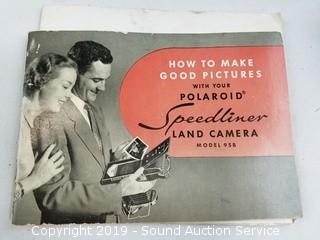 HOW TO MAKE
GOOD PICTURES
WITH YOUR
POLAROID®
Speedliner
LAND CAMERA
MODEL 95B
Copyright 2019 - Sound Auction Service